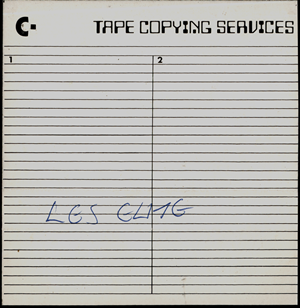 C-
TAPE COPYING SERVICES
1 2
LES